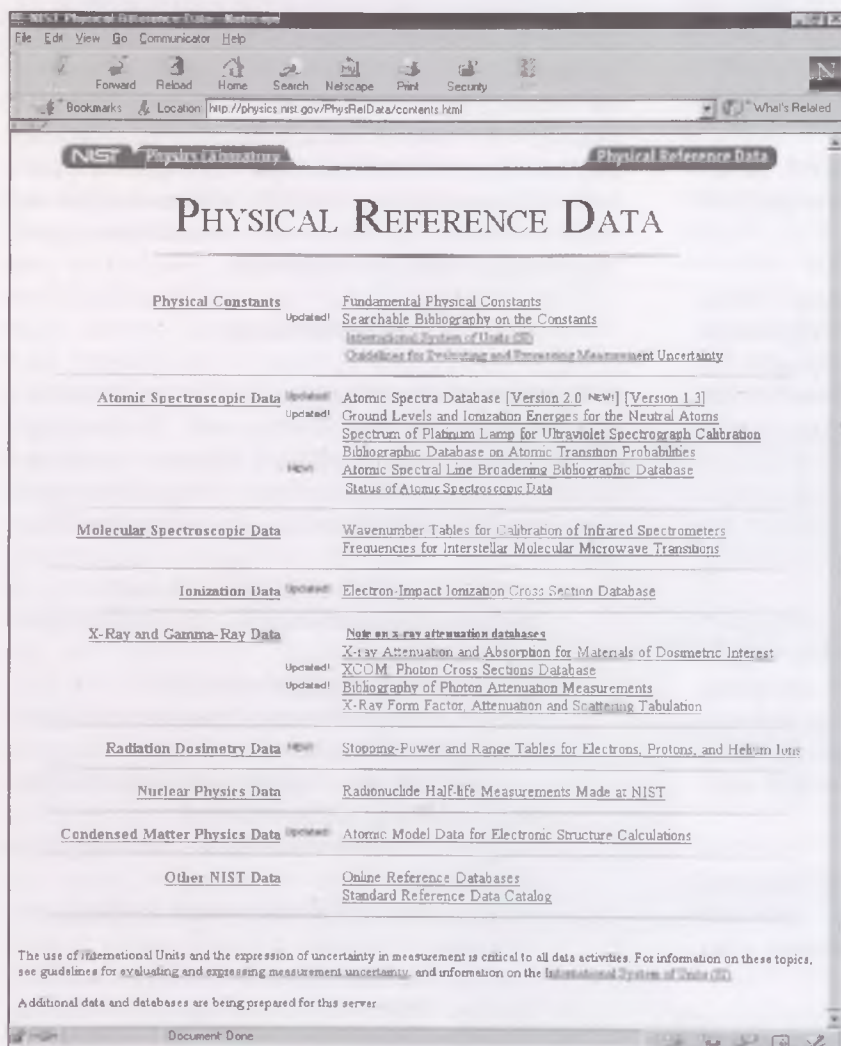 NIST Physical Reference Data - Netscape
File Edit View Go Communicator Help
Forward Reload Home Search Netscape Print Security
Bookmarks Location http://physics.nist.gov/PhysRefData/contents.html What's Related
NIST Physics Laboratory Physical Reference Data
PHYSICAL REFERENCE DATA
Physical Constants Fundamental Physical Constants
Updated! Searchable Bibliography on the Constants
International System of Units (SI)
Guidelines for Evaluating and Expressing Measurement Uncertainty
Atomic Spectroscopic Data Updated! Atomic Spectra Database [Version 2.0 NEW!] [Version 1.3]
Updated! Ground Levels and Ionization Energies for the Neutral Atoms
Spectrum of Platinum Lamp for Ultraviolet Spectrograph Calibration
Bibliographic Database on Atomic Transition Probabilities
NEW! Atomic Spectral Line Broadening Bibliographic Database
Status of Atomic Spectroscopic Data
Molecular Spectroscopic Data Wavenumber Tables for Calibration of Infrared Spectrometers
Frequencies for Interstellar Molecular Microwave Transitions
Ionization Data Updated! Electron-Impact Ionization Cross Section Database
X-Ray and Gamma-Ray Data Note on x-ray attenuation databases
X-ray Attenuation and Absorption for Materials of Dosimetric Interest
Updated! XCOM: Photon Cross Sections Database
Updated! Bibliography of Photon Attenuation Measurements
X-Ray Form Factor, Attenuation and Scattering Tabulation
Radiation Dosimetry Data NEW! Stopping-Power and Range Tables for Electrons, Protons, and Helium Ions
Nuclear Physics Data Radionuclide Half-life Measurements Made at NIST
Condensed Matter Physics Data Updated! Atomic Model Data for Electronic Structure Calculations
Other NIST Data Online Reference Databases
Standard Reference Data Catalog
The use of international Units and the expression of uncertainty in measurement is critical to all data activities. For information on these topics,
see guidelines for evaluating and expressing measurement uncertainty, and information on the International System of Units (SI)
Additional data and databases are being prepared for this server
Document Done